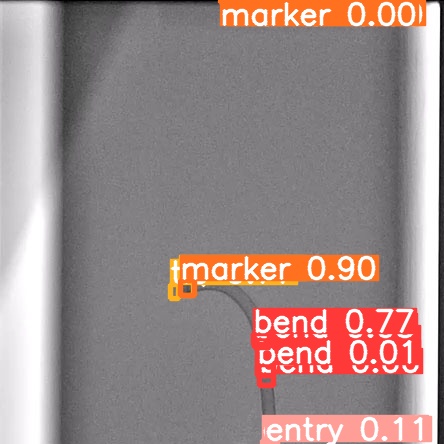 marker 0.00
marker 0.90
bend 0.77
bend 0.01
entry 0.11